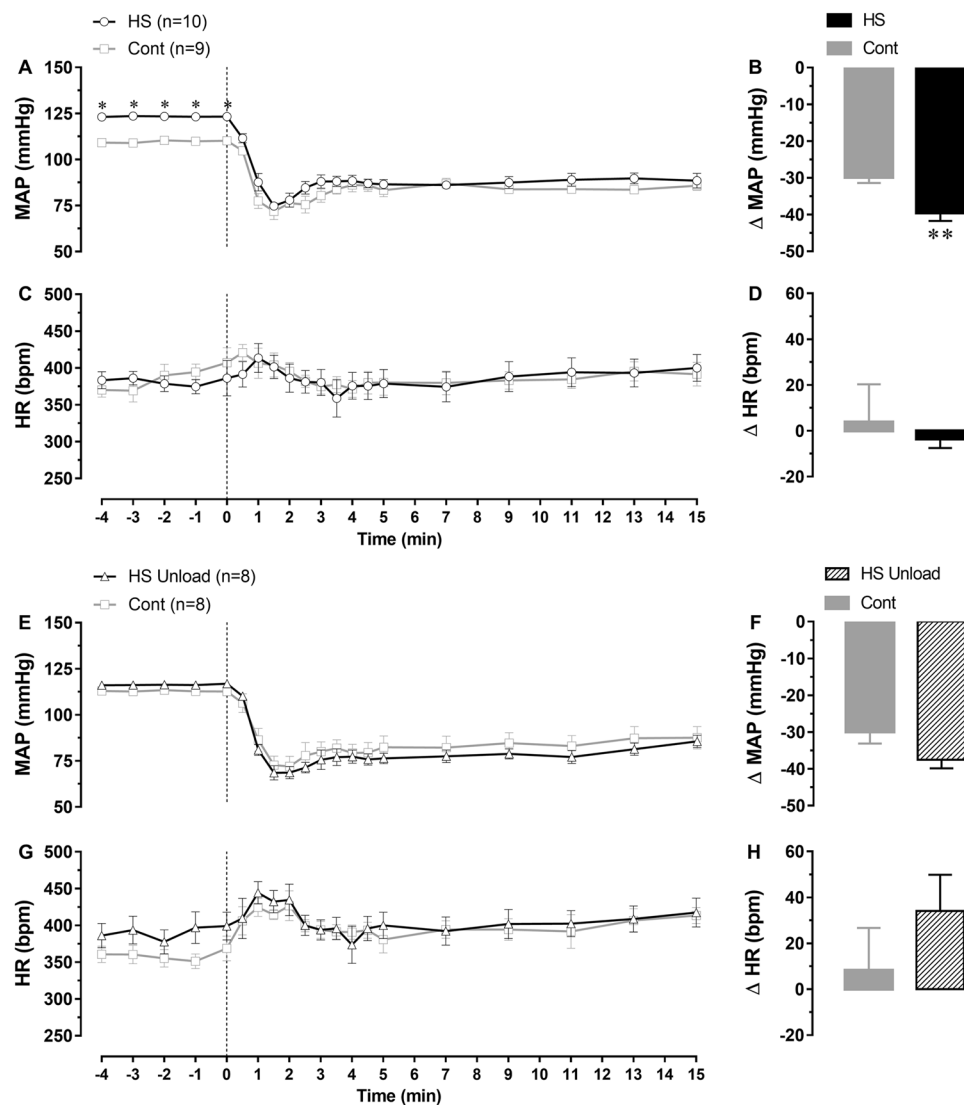 HS (n=10)
Cont (n=9)
A
MAP (mmHg)
150
125
100
75
50
* * * * *
HS
Cont
B
Δ MAP (mmHg)
0
-10
-20
-30
-40
-50
**
C
HR (bpm)
500
450
400
350
300
250
-4 -3 -2 -1 0 1 2 3 4 5 6 7 8 9 10 11 12 13 14 15
Time (min)
D
Δ HR (bpm)
60
40
20
0
-20
HS Unload (n=8)
Cont (n=8)
E
MAP (mmHg)
150
125
100
75
50
HS Unload
Cont
F
Δ MAP (mmHg)
0
-10
-20
-30
-40
-50
G
HR (bpm)
500
450
400
350
300
250
-4 -3 -2 -1 0 1 2 3 4 5 6 7 8 9 10 11 12 13 14 15
Time (min)
H
Δ HR (bpm)
60
40
20
0
-20